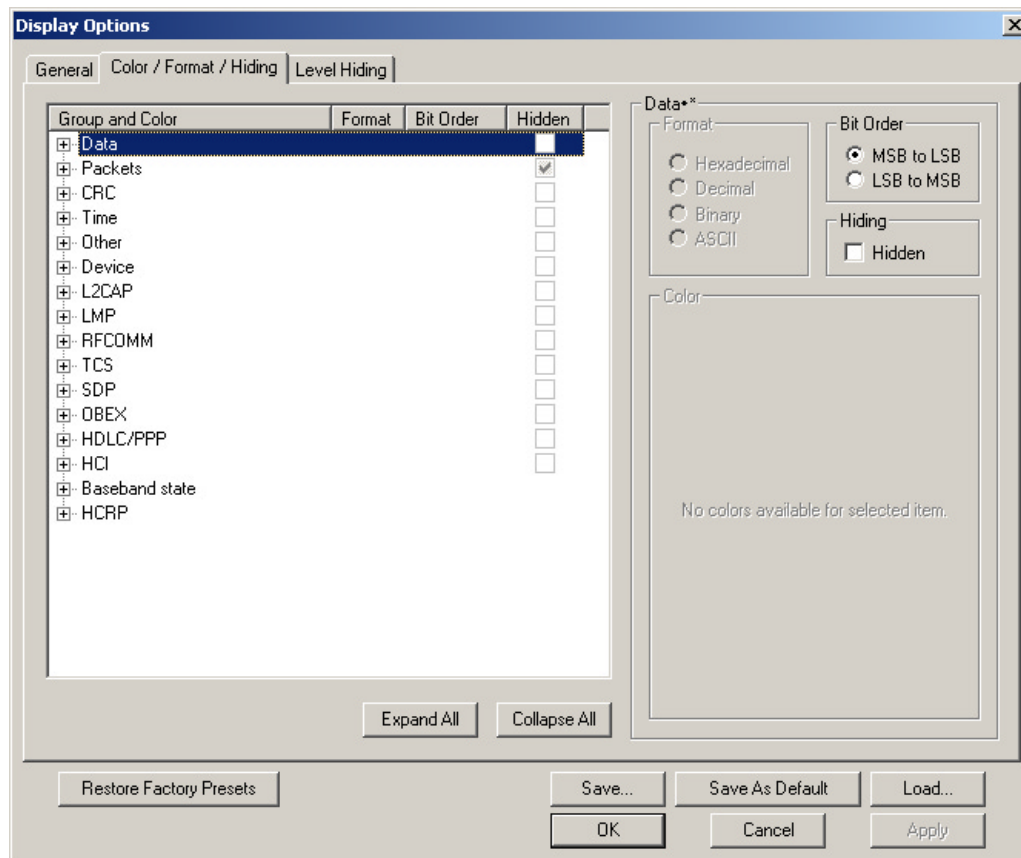 Display Options
General
Color / Format / Hiding
Level Hiding
Group and Color Format Bit Order Hidden
Data
Packets
CRC
Time
Other
Device
L2CAP
LMP
RFCOMM
TCS
SDP
OBEX
HDLC/PPP
HCI
Baseband state
HCRP
Expand All
Collapse All
Data•*
Format
Hexadecimal
Decimal
Binary
ASCII
Bit Order
MSB to LSB
LSB to MSB
Hiding
Hidden
Color
No colors available for selected item.
Restore Factory Presets
Save...
Save As Default
Load...
OK
Cancel
Apply